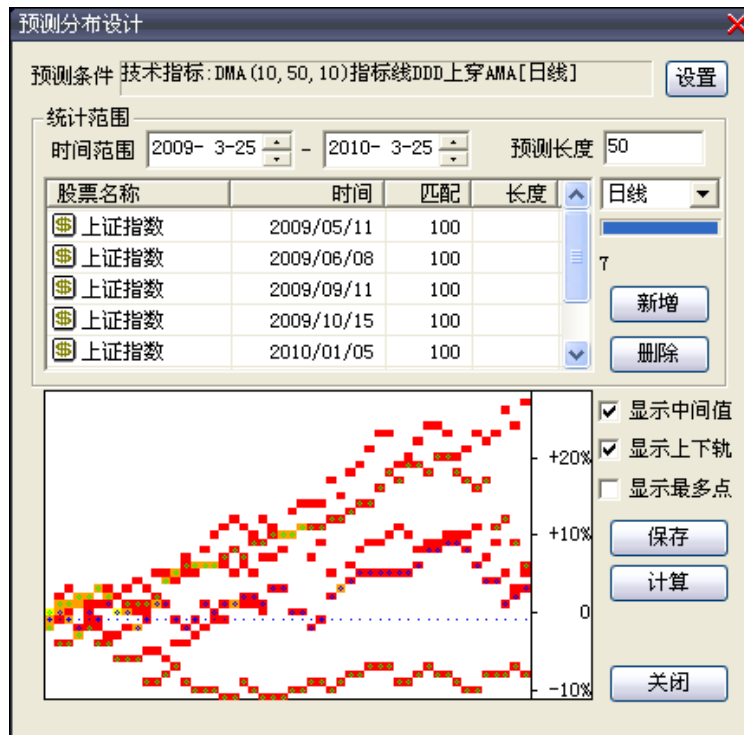 预测分布设计
预测条件 技术指标:DMA(10,50,10)指标线DDD上穿AMA[日线] 设置
统计范围
时间范围 2009- 3-25 - 2010- 3-25 预测长度 50
股票名称 时间 匹配 长度 日线
上证指数 2009/05/11 100
上证指数 2009/06/08 100
7
上证指数 2009/09/11 100
新增
上证指数 2009/10/15 100
上证指数 2010/01/05 100
删除
显示中间值
+20% 显示上下轨
显示最多点
+10% 保存
计算
0
-10% 关闭